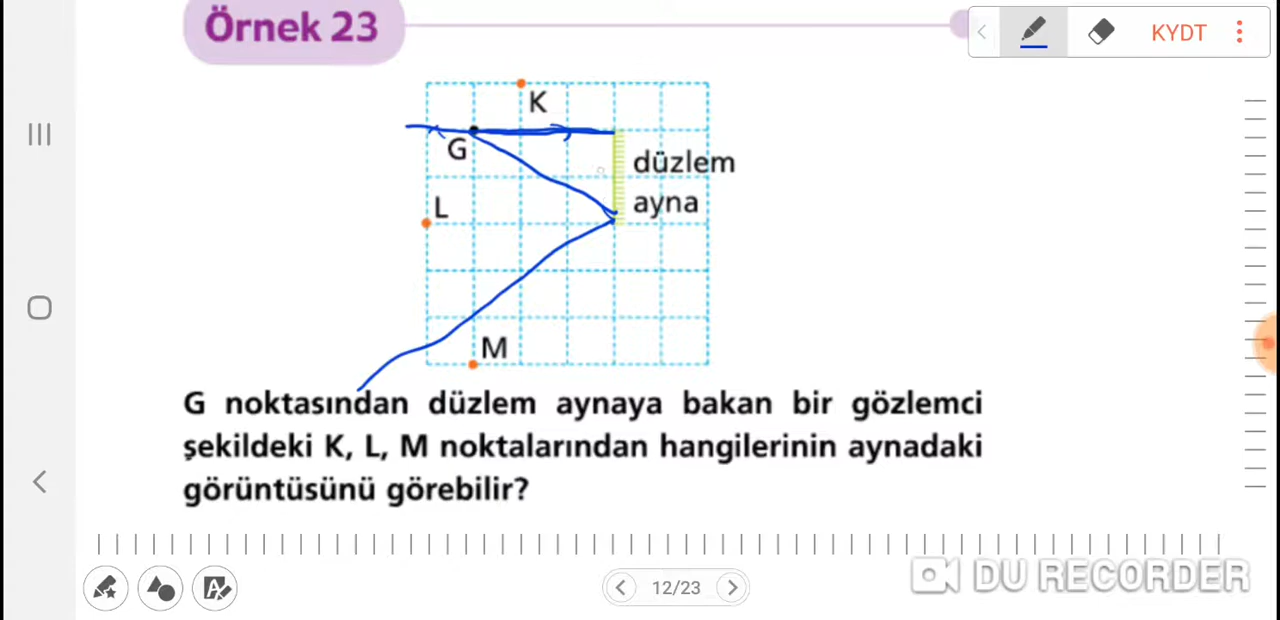 Örnek 23
KYDT
K
G
düzlem
L
ayna
M
G noktasından düzlem aynaya bakan bir gözlemci
şekildeki K, L, M noktalarından hangilerinin aynadaki
görüntüsünü görebilir?
12/23
DU RECORDER